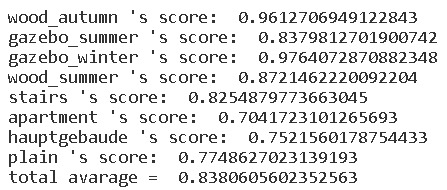 wood_autumn 's score:  0.9612706949122843
gazebo_summer 's score:  0.8379812701900742
gazebo_winter 's score:  0.9764072870882348
wood_summer 's score:  0.8721462220092204
stairs 's score:  0.8254879773663045
apartment 's score:  0.7041723101265693
hauptgebaude 's score:  0.7521560178754433
plain 's score:  0.7748627023139193
total avarage =  0.8380605602352563